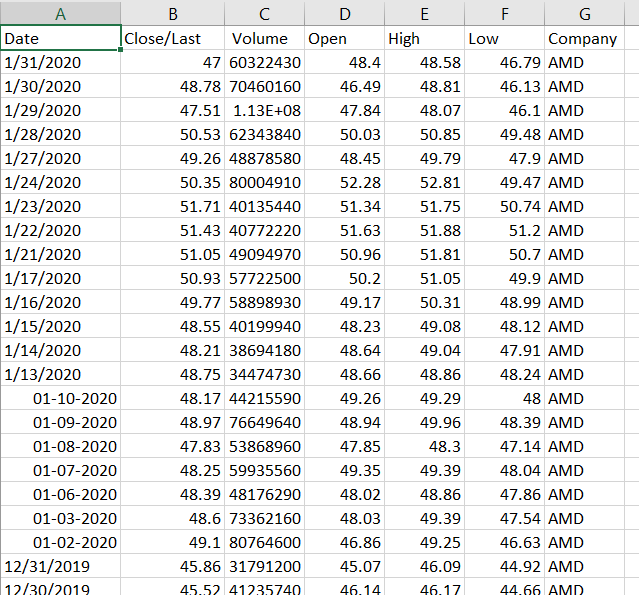 A B C D E F G
Date Close/Last Volume Open High Low Company
1/31/2020 47 60322430 48.4 48.58 46.79 AMD
1/30/2020 48.78 70460160 46.49 48.81 46.13 AMD
1/29/2020 47.51 1.13E+08 47.84 48.07 46.1 AMD
1/28/2020 50.53 62343840 50.03 50.85 49.48 AMD
1/27/2020 49.26 48878580 48.45 49.79 47.9 AMD
1/24/2020 50.35 80004910 52.28 52.81 49.47 AMD
1/23/2020 51.71 40135440 51.34 51.75 50.74 AMD
1/22/2020 51.43 40772220 51.63 51.88 51.2 AMD
1/21/2020 51.05 49094970 50.96 51.81 50.7 AMD
1/17/2020 50.93 57722500 50.2 51.05 49.9 AMD
1/16/2020 49.77 58898930 49.17 50.31 48.99 AMD
1/15/2020 48.55 40199940 48.23 49.08 48.12 AMD
1/14/2020 48.21 38694180 48.64 49.04 47.91 AMD
1/13/2020 48.75 34474730 48.66 48.86 48.24 AMD
01-10-2020 48.17 44215590 49.26 49.29 48 AMD
01-09-2020 48.97 76649640 48.94 49.96 48.39 AMD
01-08-2020 47.83 53868960 47.85 48.3 47.14 AMD
01-07-2020 48.25 59935560 49.35 49.39 48.04 AMD
01-06-2020 48.39 48176290 48.02 48.86 47.86 AMD
01-03-2020 48.6 73362160 48.03 49.39 47.54 AMD
01-02-2020 49.1 80764600 46.86 49.25 46.63 AMD
12/31/2019 45.86 31791200 45.07 46.09 44.92 AMD
12/30/2019 45.52 41235740 46.14 46.17 44.66 AMD